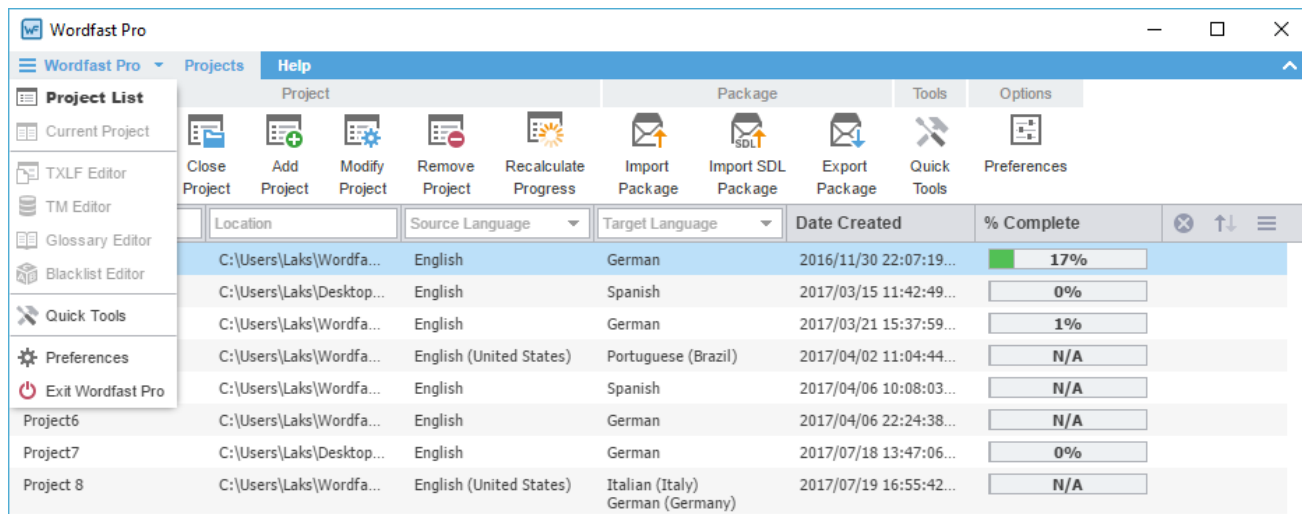 WF Wordfast Pro
Wordfast Pro Projects Help
Project List
Current Project
TXLF Editor
TM Editor
Glossary Editor
Blacklist Editor
Quick Tools
Preferences
Exit Wordfast Pro
Project Package Tools Options
Close Project
Add Project
Modify Project
Remove Project
Recalculate Progress
Import Package
SDL
Import SDL Package
Export Package
Quick Tools
Preferences
Location Source Language Target Language Date Created % Complete
C:\Users\Laks\Wordfa... English German 2016/11/30 22:07:19... 17%
C:\Users\Laks\Desktop... English Spanish 2017/03/15 11:42:49... 0%
C:\Users\Laks\Wordfa... English German 2017/03/21 15:37:59... 1%
C:\Users\Laks\Wordfa... English (United States) Portuguese (Brazil) 2017/04/02 11:04:44... N/A
C:\Users\Laks\Wordfa... English Spanish 2017/04/06 10:08:03... N/A
Project6 C:\Users\Laks\Wordfa... English German 2017/04/06 22:24:38... N/A
Project7 C:\Users\Laks\Desktop... English German 2017/07/18 13:47:06... 0%
Project 8 C:\Users\Laks\Wordfa... English (United States) Italian (Italy) 2017/07/19 16:55:42... N/A
German (Germany)